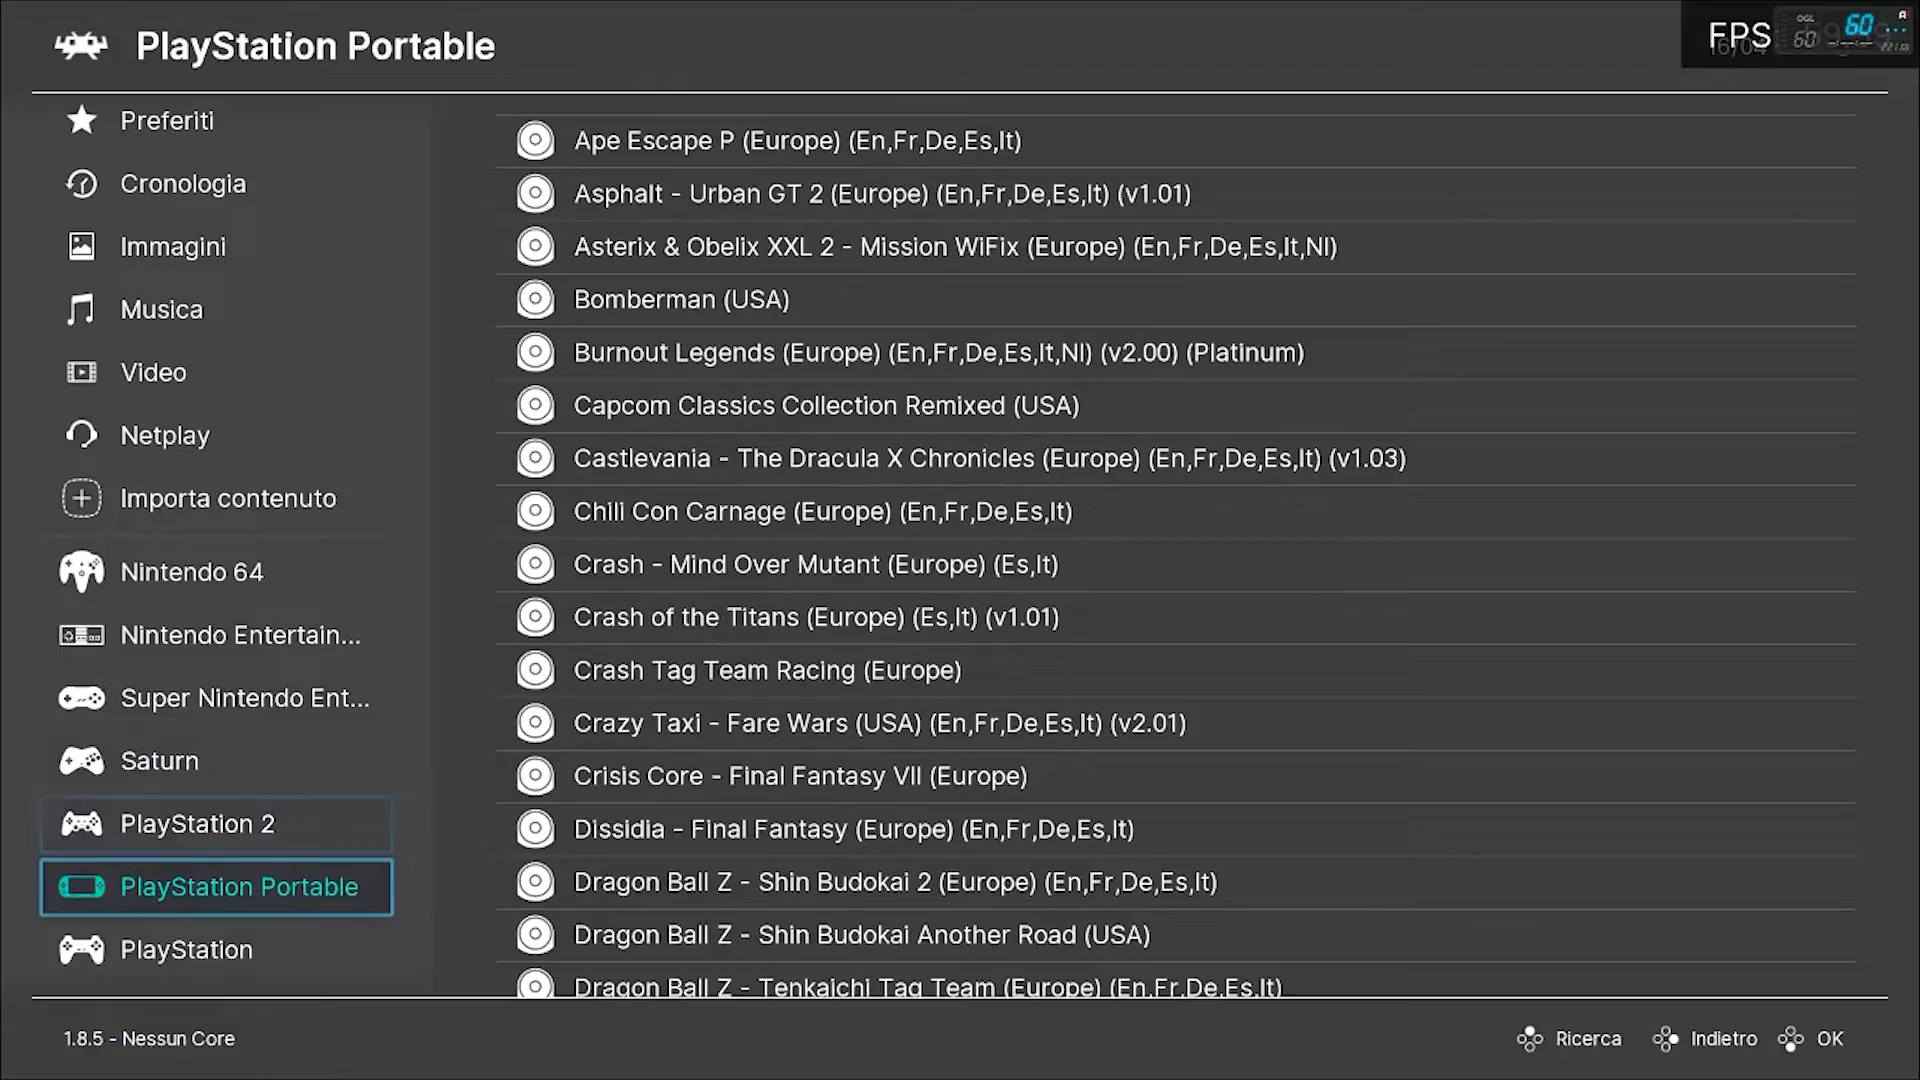 PlayStation Portable
FPS
OGL
60
60
Preferiti
Cronologia
Immagini
Musica
Video
Netplay
Importa contenuto
Nintendo 64
Nintendo Entertain...
Super Nintendo Ent...
Saturn
PlayStation 2
PlayStation Portable
PlayStation
Ape Escape P (Europe) (En,Fr,De,Es,It)
Asphalt - Urban GT 2 (Europe) (En,Fr,De,Es,It) (v1.01)
Asterix & Obelix XXL 2 - Mission WiFix (Europe) (En,Fr,De,Es,It,Nl)
Bomberman (USA)
Burnout Legends (Europe) (En,Fr,De,Es,It,Nl) (v2.00) (Platinum)
Capcom Classics Collection Remixed (USA)
Castlevania - The Dracula X Chronicles (Europe) (En,Fr,De,Es,It) (v1.03)
Chili Con Carnage (Europe) (En,Fr,De,Es,It)
Crash - Mind Over Mutant (Europe) (Es,It)
Crash of the Titans (Europe) (Es,It) (v1.01)
Crash Tag Team Racing (Europe)
Crazy Taxi - Fare Wars (USA) (En,Fr,De,Es,It) (v2.01)
Crisis Core - Final Fantasy VII (Europe)
Dissidia - Final Fantasy (Europe) (En,Fr,De,Es,It)
Dragon Ball Z - Shin Budokai 2 (Europe) (En,Fr,De,Es,It)
Dragon Ball Z - Shin Budokai Another Road (USA)
Dragon Ball Z - Tenkaichi Tag Team (Europe) (En,Fr,De,Es,It)
1.8.5 - Nessun Core
Ricerca
Indietro
OK